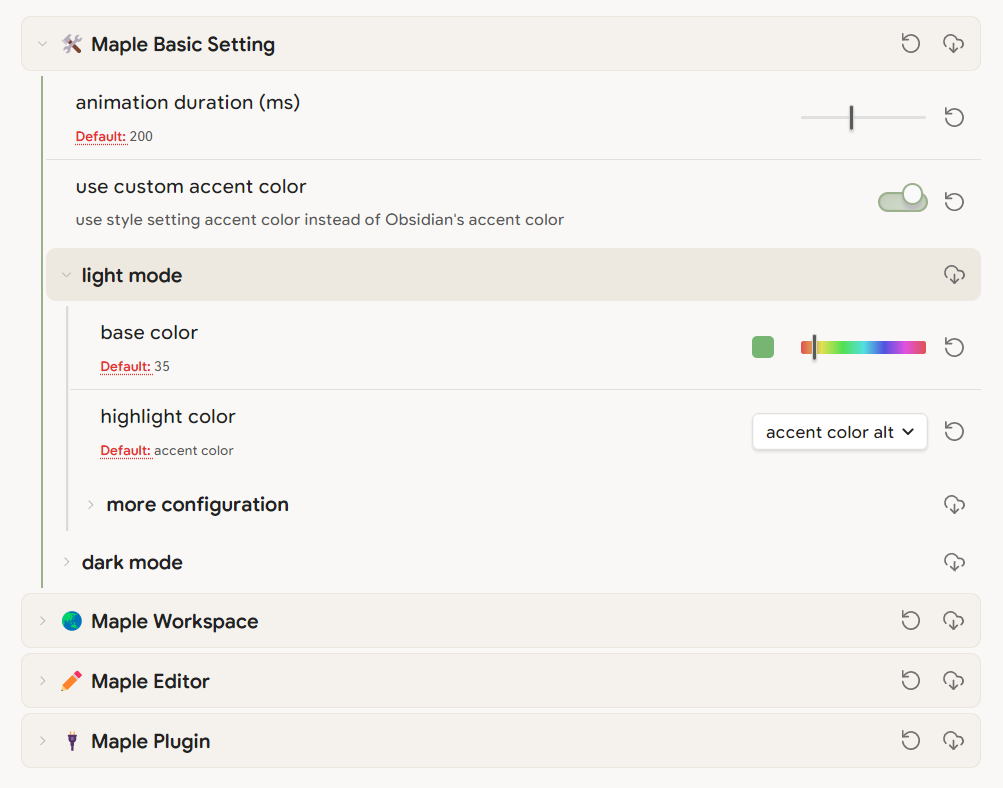 Maple Basic Setting
animation duration (ms)
Default: 200
use custom accent color
use style setting accent color instead of Obsidian's accent color
light mode
base color
Default: 35
highlight color
Default: accent color
accent color alt
more configuration
dark mode
Maple Workspace
Maple Editor
Maple Plugin